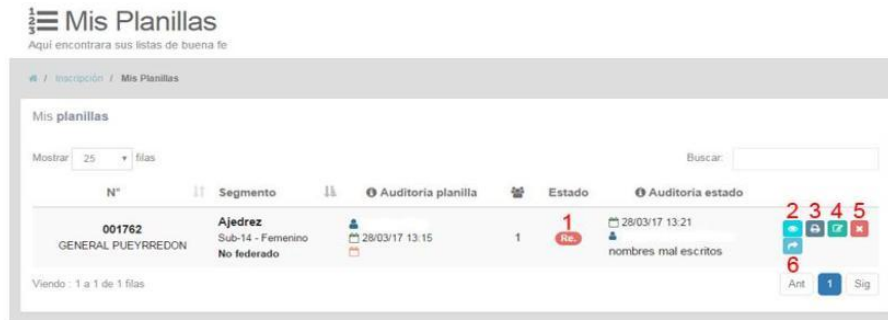 Mis Planillas
Aquí encontrara sus listas de buena fe
/ Inscripción / Mis Planillas
Mis planillas
Mostrar 25 filas
Buscar:
N° Segmento Auditoria planilla Estado Auditoria estado
001762
GENERAL PUEYRREDON
Ajedrez
Sub-14 - Femenino
No federado
28/03/17 13:15
1
1
Re.
28/03/17 13:21
nombres mal escritos
2 3 4 5
6
Viendo : 1 a 1 de 1 filas
Ant 1 Sig